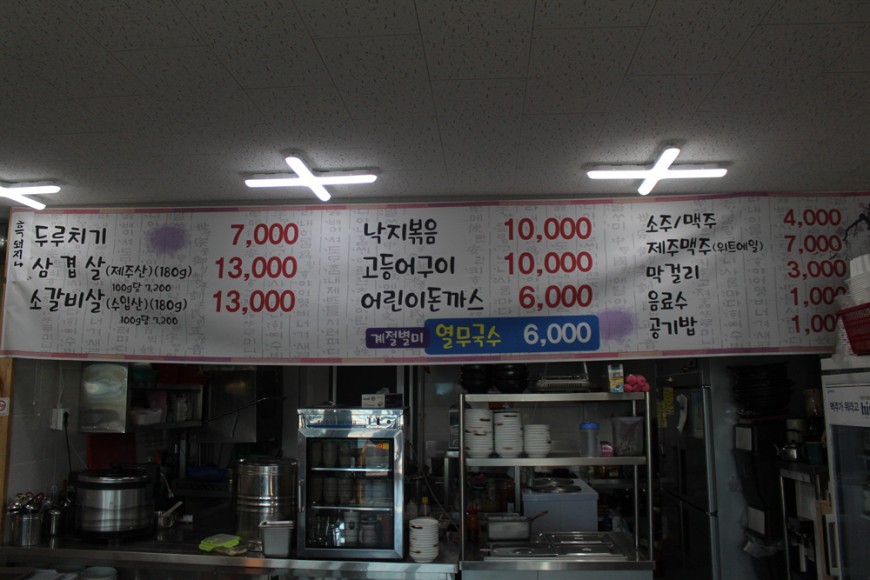 흑돼지
두루치기 7,000
삼겹살(제주산)(180g) 13,000
100g당 7,200
소갈비살(수입산)(180g) 13,000
100g당 7,200
낙지볶음 10,000
고등어구이 10,000
어린이돈까스 6,000
계절별미 열무국수 6,000
소주/맥주 4,000
제주맥주(위트에일) 7,000
막걸리 3,000
음료수 1,000
공기밥 1,000